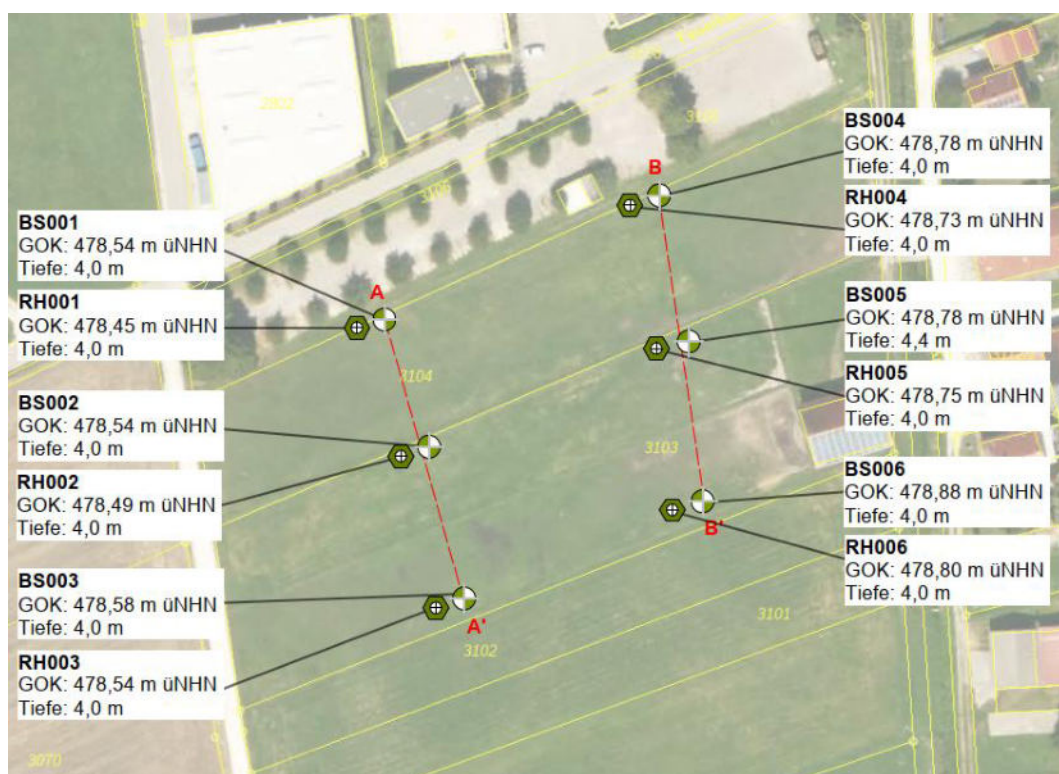 BS001
GOK: 478,54 m üNHN
Tiefe: 4,0 m
RH001
GOK: 478,45 m üNHN
Tiefe: 4,0 m
BS002
GOK: 478,54 m üNHN
Tiefe: 4,0 m
RH002
GOK: 478,49 m üNHN
Tiefe: 4,0 m
BS003
GOK: 478,58 m üNHN
Tiefe: 4,0 m
RH003
GOK: 478,54 m üNHN
Tiefe: 4,0 m
3070
2802
3106
A
3104
A'
3102
B
3103
B'
3101
BS004
GOK: 478,78 m üNHN
Tiefe: 4,0 m
RH004
GOK: 478,73 m üNHN
Tiefe: 4,0 m
BS005
GOK: 478,78 m üNHN
Tiefe: 4,4 m
RH005
GOK: 478,75 m üNHN
Tiefe: 4,0 m
BS006
GOK: 478,88 m üNHN
Tiefe: 4,0 m
RH006
GOK: 478,80 m üNHN
Tiefe: 4,0 m